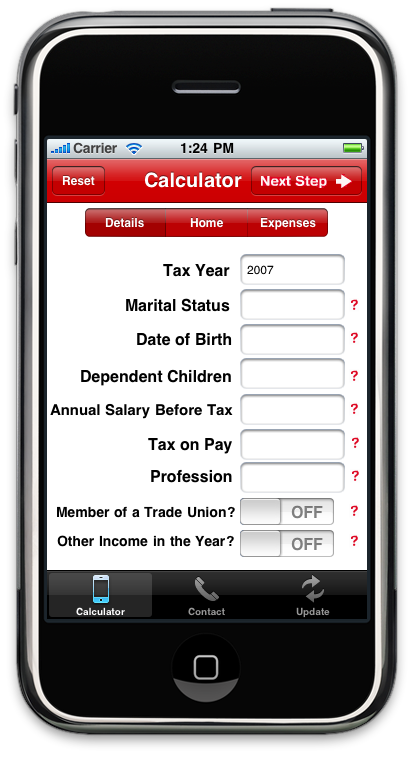 Carrier 1:24 PM
Reset Calculator Next Step
Details Home Expenses
Tax Year 2007
Marital Status ?
Date of Birth ?
Dependent Children ?
Annual Salary Before Tax ?
Tax on Pay ?
Profession ?
Member of a Trade Union? OFF ?
Other Income in the Year? OFF ?
Calculator Contact Update